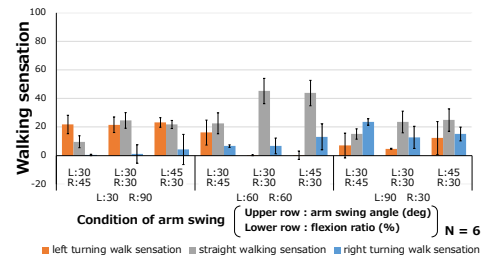 100
80
60
40
20
0
-20
Walking sensation
L:30 L:30 L:45 L:30 L:30 L:45 L:30 L:30 L:45
R:45 R:30 R:30 R:45 R:30 R:30 R:45 R:30 R:30
L:30 R:90 L:60 R:60 L:90 R:30
Condition of arm swing
Upper row : arm swing angle (deg)
Lower row : flexion ratio (%)
N = 6
left turning walk sensation straight walking sensation right turning walk sensation